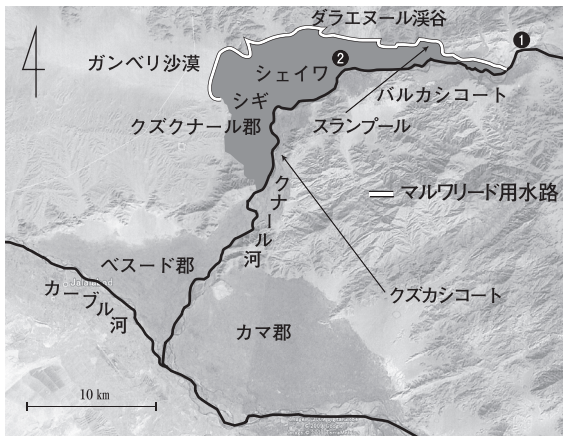 ダラエヌール渓谷
❶
ガンベリ沙漠
❷
シェイワ
バルカシコート
シギ
スランプール
クズクナール郡
マルワリード用水路
クナール河
ベスード郡
Jalalabad
カーブル河
クズカシコート
カマ郡
10 km